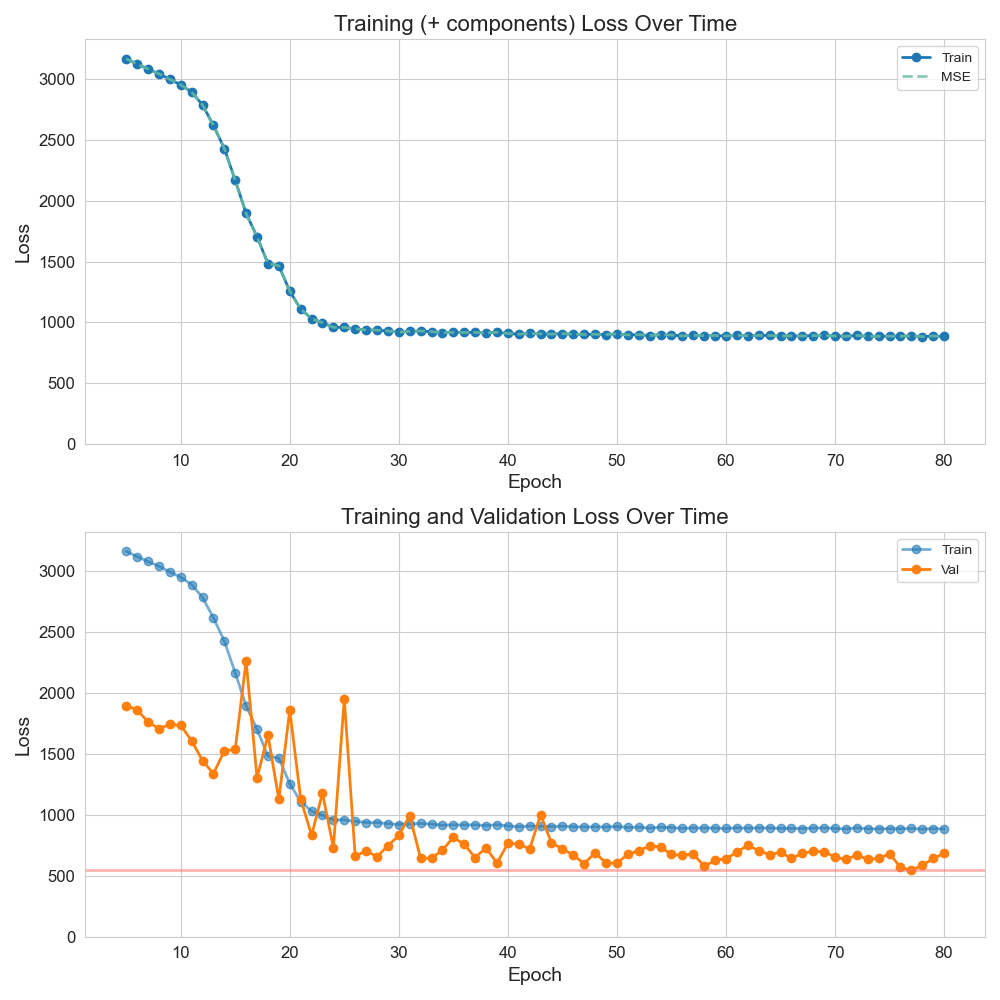 Training (+ components) Loss Over Time
Train
MSE
3000
2500
2000
1500
1000
500
0
Loss
10 20 30 40 50 60 70 80
Epoch
Training and Validation Loss Over Time
Train
Val
3000
2500
2000
1500
1000
500
0
Loss
10 20 30 40 50 60 70 80
Epoch